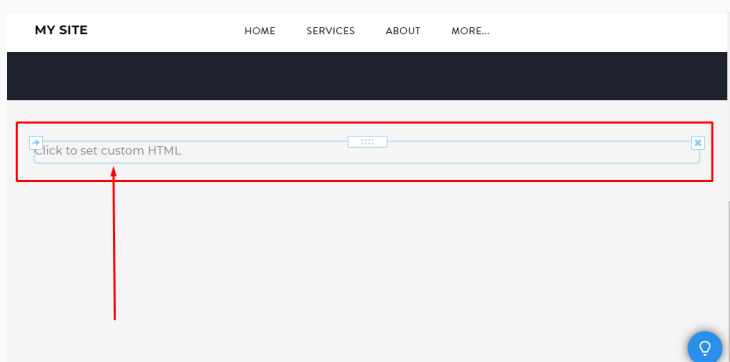 MY SITE HOME SERVICES ABOUT MORE...
Click to set custom HTML